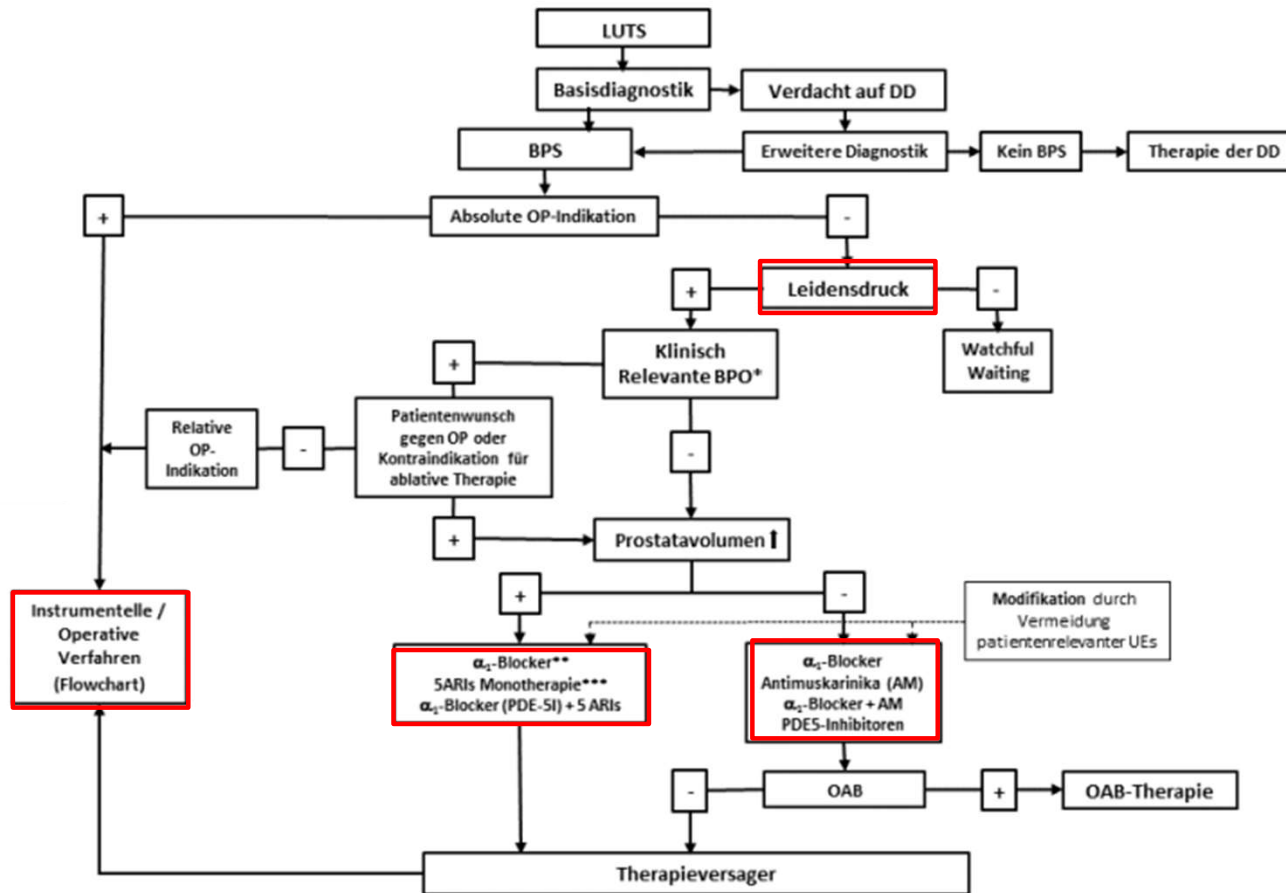 LUTS
Basisdiagnostik
Verdacht auf DD
BPS
Erweitere Diagnostik
Kein BPS
Therapie der DD
+
Absolute OP-Indikation
-
+
Leidensdruck
-
Klinisch
Relevante BPO*
Watchful
Waiting
+
Relative
OP-
Indikation
-
Patientenwunsch
gegen OP oder
Kontraindikation für
ablative Therapie
-
+
Prostatavolumen ⬆
+
-
Modifikation durch
Vermeidung
patientenrelevanter UEs
Instrumentelle /
Operative
Verfahren
(Flowchart)
α₁-Blocker**
5ARIs Monotherapie***
α₁-Blocker (PDE-5I) + 5 ARIs
α₁-Blocker
Antimuskarinika (AM)
α₁-Blocker + AM
PDE5-Inhibitoren
-
OAB
+
OAB-Therapie
Therapieversager